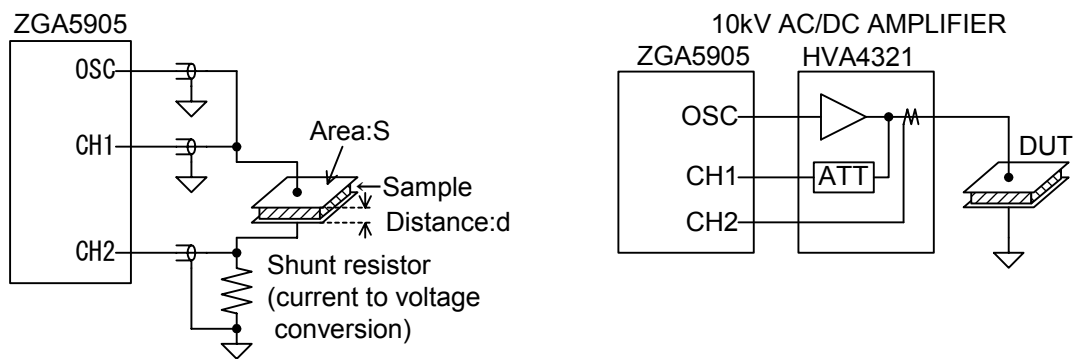 ZGA5905
OSC
CH1
CH2
Area:S
Sample
Distance:d
Shunt resistor
(current to voltage
conversion)
10kV AC/DC AMPLIFIER
ZGA5905
HVA4321
OSC
CH1
CH2
ATT
DUT